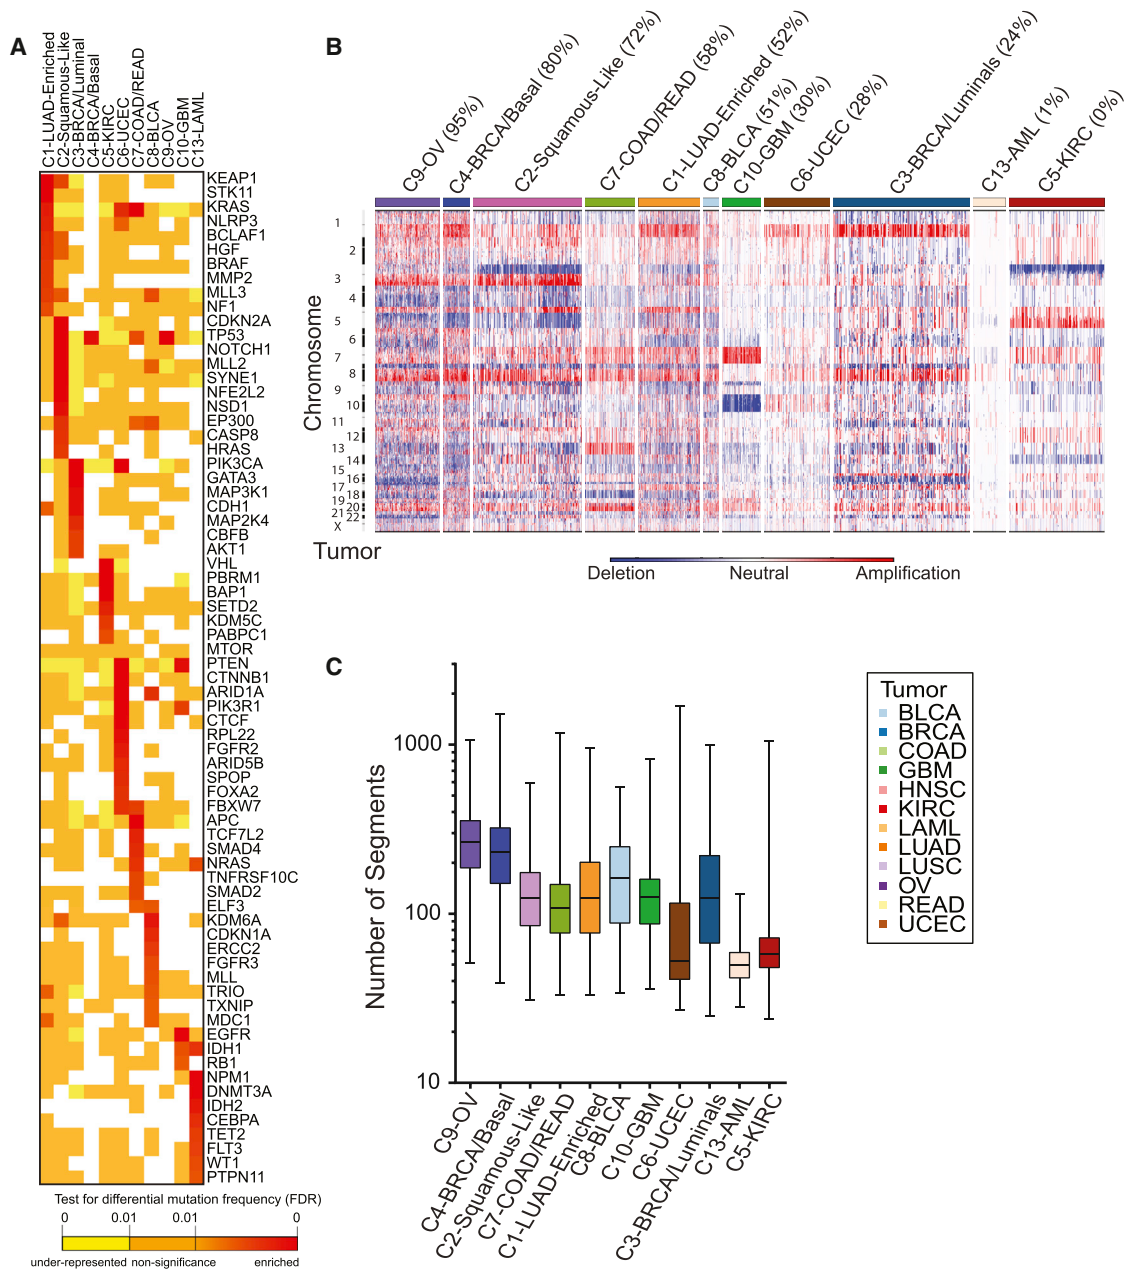 A
C1-LUAD-Enriched
C2-Squamous-Like
C3-BRCA/Luminal
C4-BRCA/Basal
C5-KIRC
C6-UCEC
C7-COAD/READ
C8-BLCA
C9-OV
C10-GBM
C13-LAML
KEAP1
STK11
KRAS
NLRP3
BCLAF1
HGF
BRAF
MMP2
MLL3
NF1
CDKN2A
TP53
NOTCH1
MLL2
SYNE1
NFE2L2
NSD1
EP300
CASP8
HRAS
PIK3CA
GATA3
MAP3K1
CDH1
MAP2K4
CBFB
AKT1
VHL
PBRM1
BAP1
SETD2
KDM5C
PABPC1
MTOR
PTEN
CTNNB1
ARID1A
PIK3R1
CTCF
RPL22
FGFR2
ARID5B
SPOP
FOXA2
FBXW7
APC
TCF7L2
SMAD4
NRAS
TNFRSF10C
SMAD2
ELF3
KDM6A
CDKN1A
ERCC2
FGFR3
MLL
TRIO
TXNIP
MDC1
EGFR
IDH1
RB1
NPM1
DNMT3A
IDH2
CEBPA
TET2
FLT3
WT1
PTPN11
Test for differential mutation frequency (FDR)
0 0.01 0.01 0
under-represented non-significance enriched
B
C9-OV (95%)
C4-BRCA/Basal (80%)
C2-Squamous-Like (72%)
C7-COAD/READ (58%)
C1-LUAD-Enriched (52%)
C8-BLCA (51%)
C10-GBM (30%)
C6-UCEC (28%)
C3-BRCA/Luminals (24%)
C13-AML (1%)
C5-KIRC (0%)
Chromosome
1
2
3
4
5
6
7
8
9
10
11
12
13
14
15
16
17
18
19
20
21
22
X
Tumor
Deletion Neutral Amplification
C
Number of Segments
1000
100
10
C9-OV
C4-BRCA/Basal
C2-Squamous-Like
C7-COAD/READ
C1-LUAD-Enriched
C8-BLCA
C10-GBM
C6-UCEC
C3-BRCA/Luminals
C13-AML
C5-KIRC
Tumor
BLCA
BRCA
COAD
GBM
HNSC
KIRC
LAML
LUAD
LUSC
OV
READ
UCEC